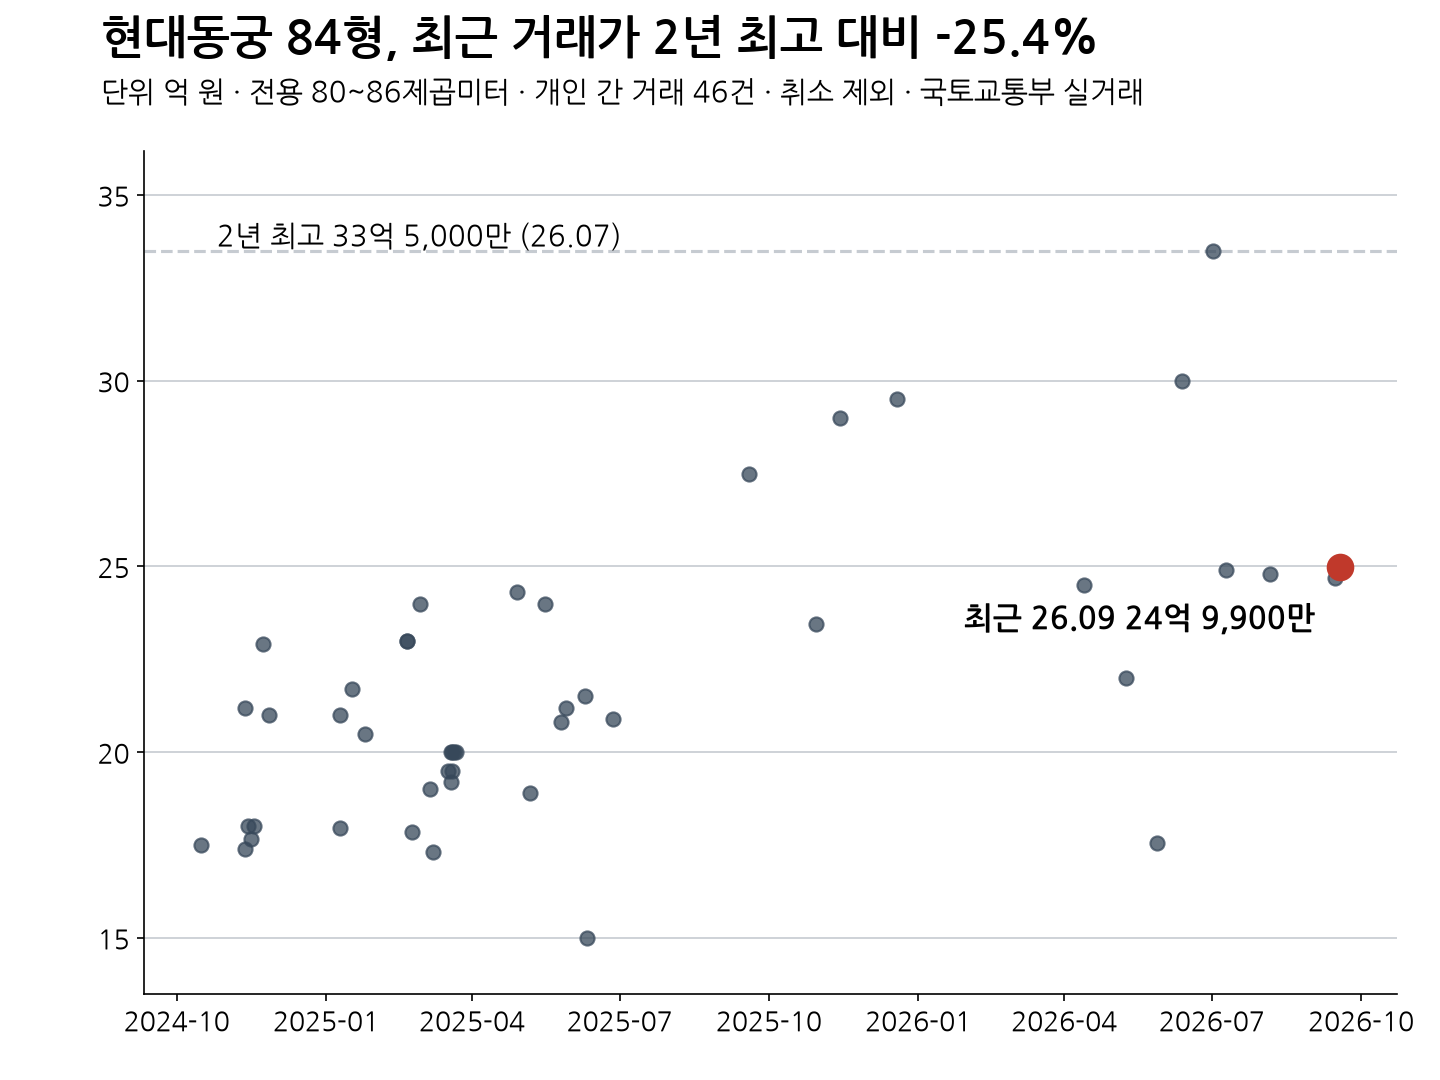 현대동궁 84형, 최근 거래가 2년 최고 대비 -25.4%
단위 억 원 · 전용 80~86제곱미터 · 개인 간 거래 46건 · 취소 제외 · 국토교통부 실거래
35
2년 최고 33억 5,000만 (26.07)
30
25
최근 26.09 24억 9,900만
20
15
2024-10 2025-01 2025-04 2025-07 2025-10 2026-01 2026-04 2026-07 2026-10